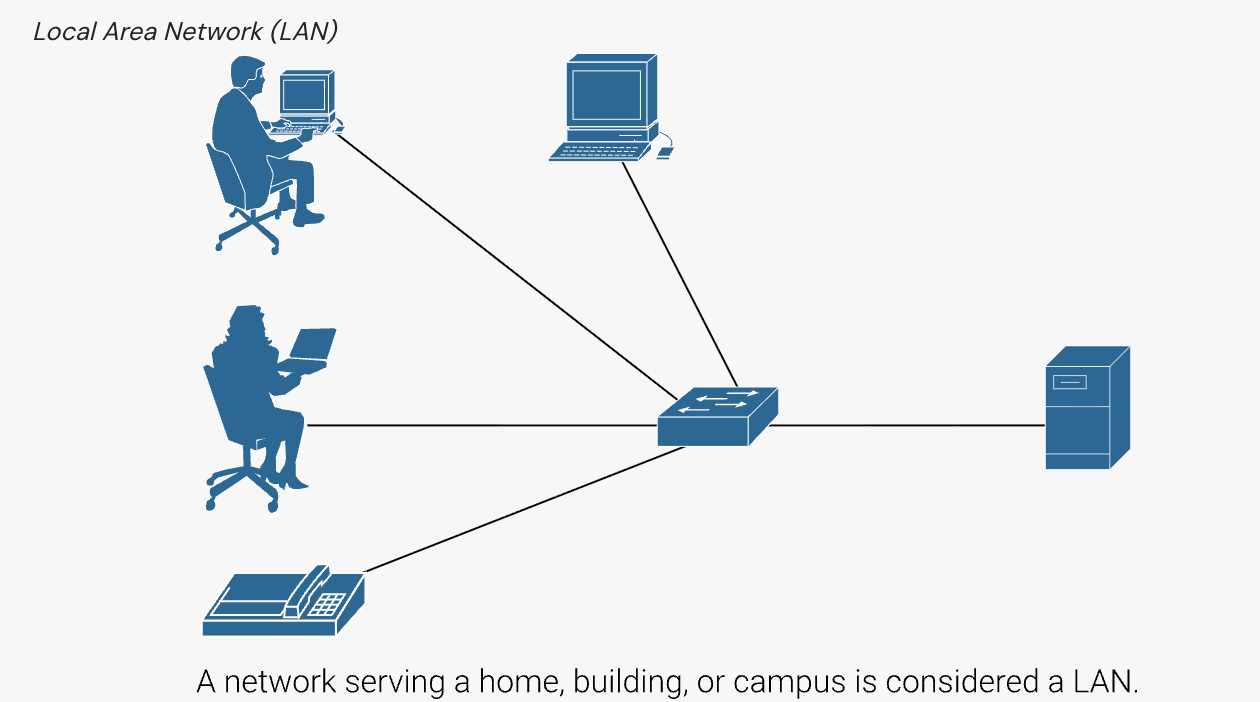 Local Area Network (LAN)
A network serving a home, building, or campus is considered a LAN.